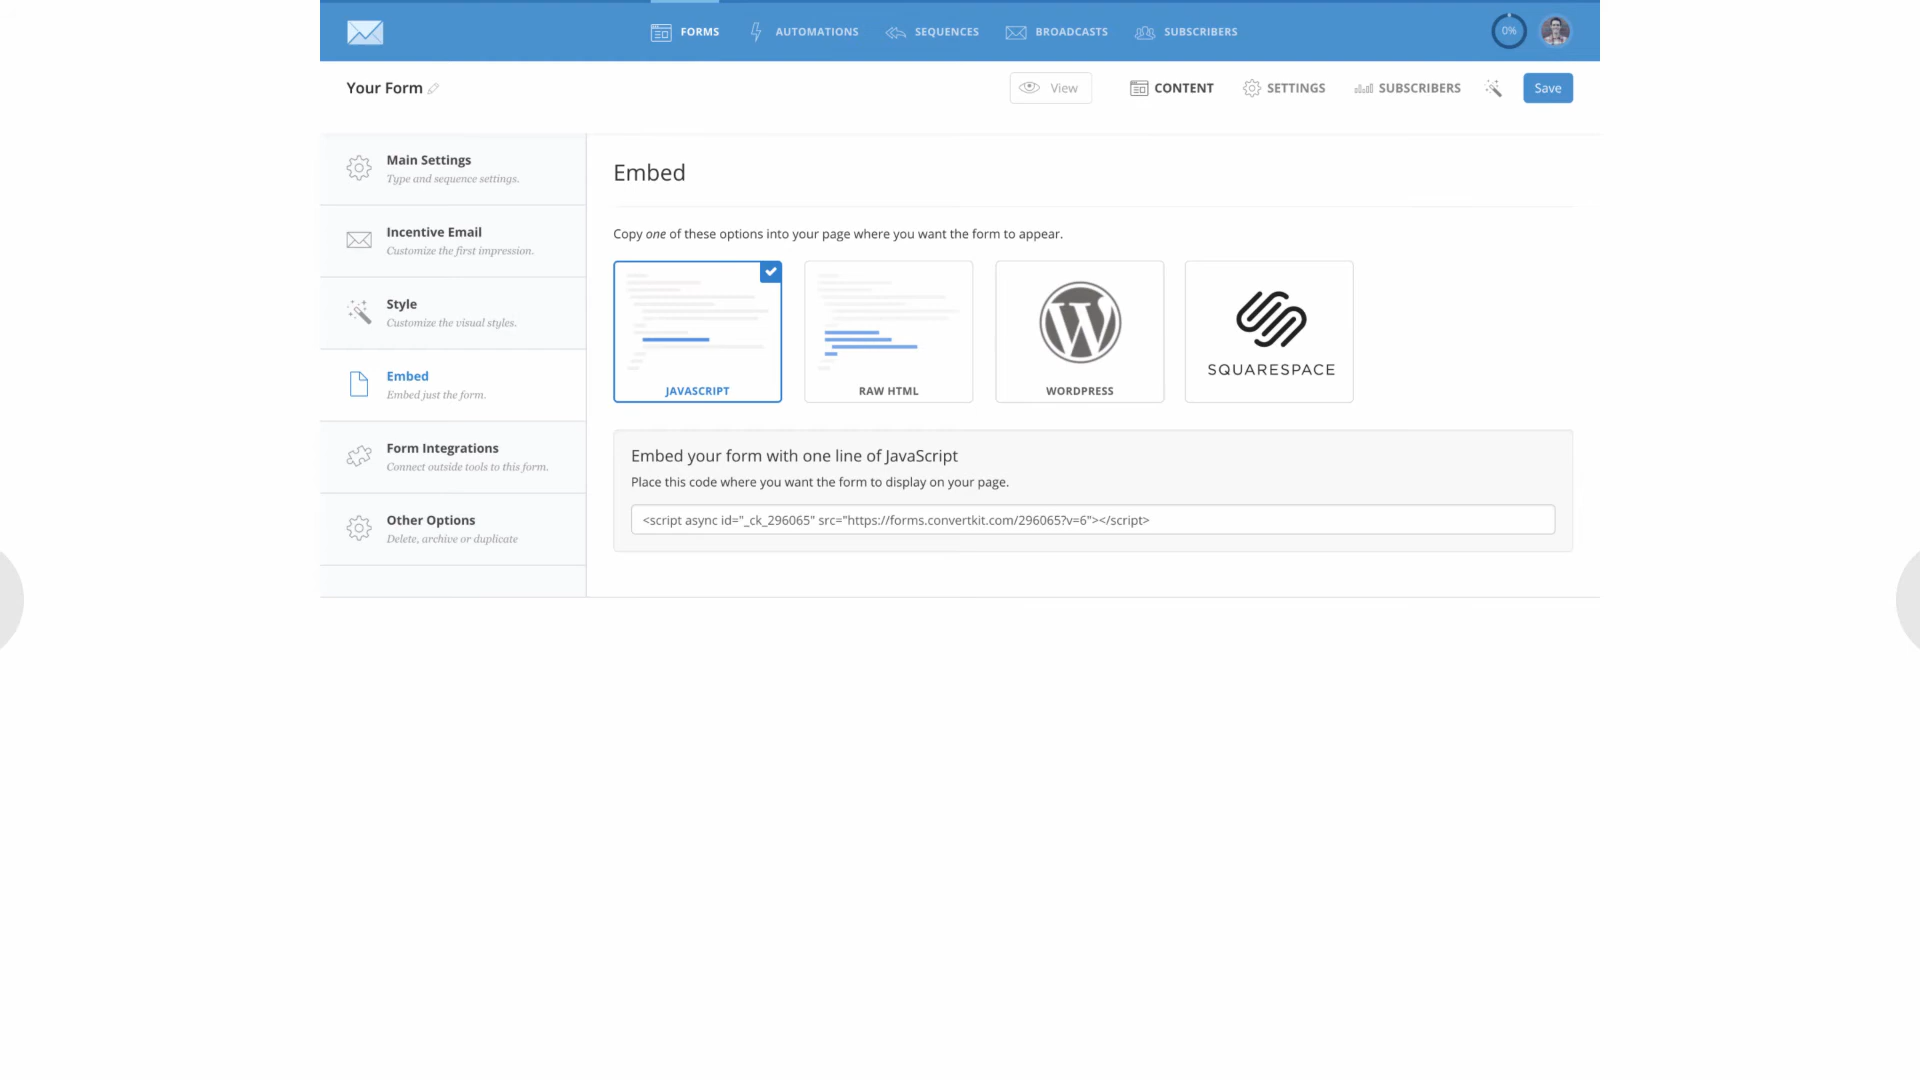 FORMS
AUTOMATIONS
SEQUENCES
BROADCASTS
SUBSCRIBERS
0%
Your Form
View
CONTENT
SETTINGS
SUBSCRIBERS
Save
Main Settings
Type and sequence settings.
Incentive Email
Customize the first impression.
Style
Customize the visual styles.
Embed
Embed just the form.
Form Integrations
Connect outside tools to this form.
Other Options
Delete, archive or duplicate
Embed
Copy one of these options into your page where you want the form to appear.
JAVASCRIPT
RAW HTML
WORDPRESS
SQUARESPACE
Embed your form with one line of JavaScript
Place this code where you want the form to display on your page.
<script async id="_ck_296065" src="https://forms.convertkit.com/296065?v=6"></script>